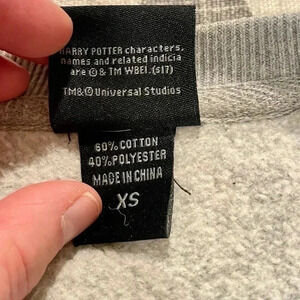 HARRY POTTER characters,
names and related indicia
are © & TM WBEI. (s17)
TM&© Universal Studios
60% COTTON
40% POLYESTER
MADE IN CHINA
XS